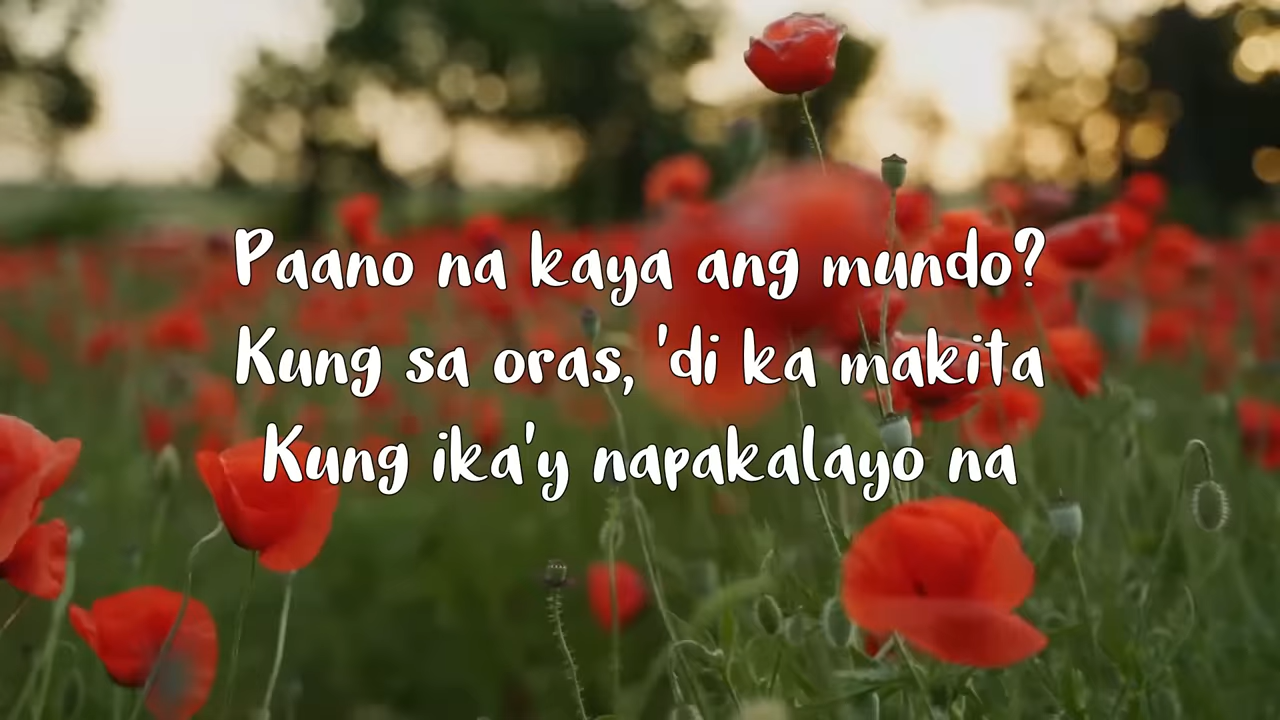 Paano na kaya ang mundo?
Kung sa oras, 'di ka makita
Kung ika'y napakalayo na